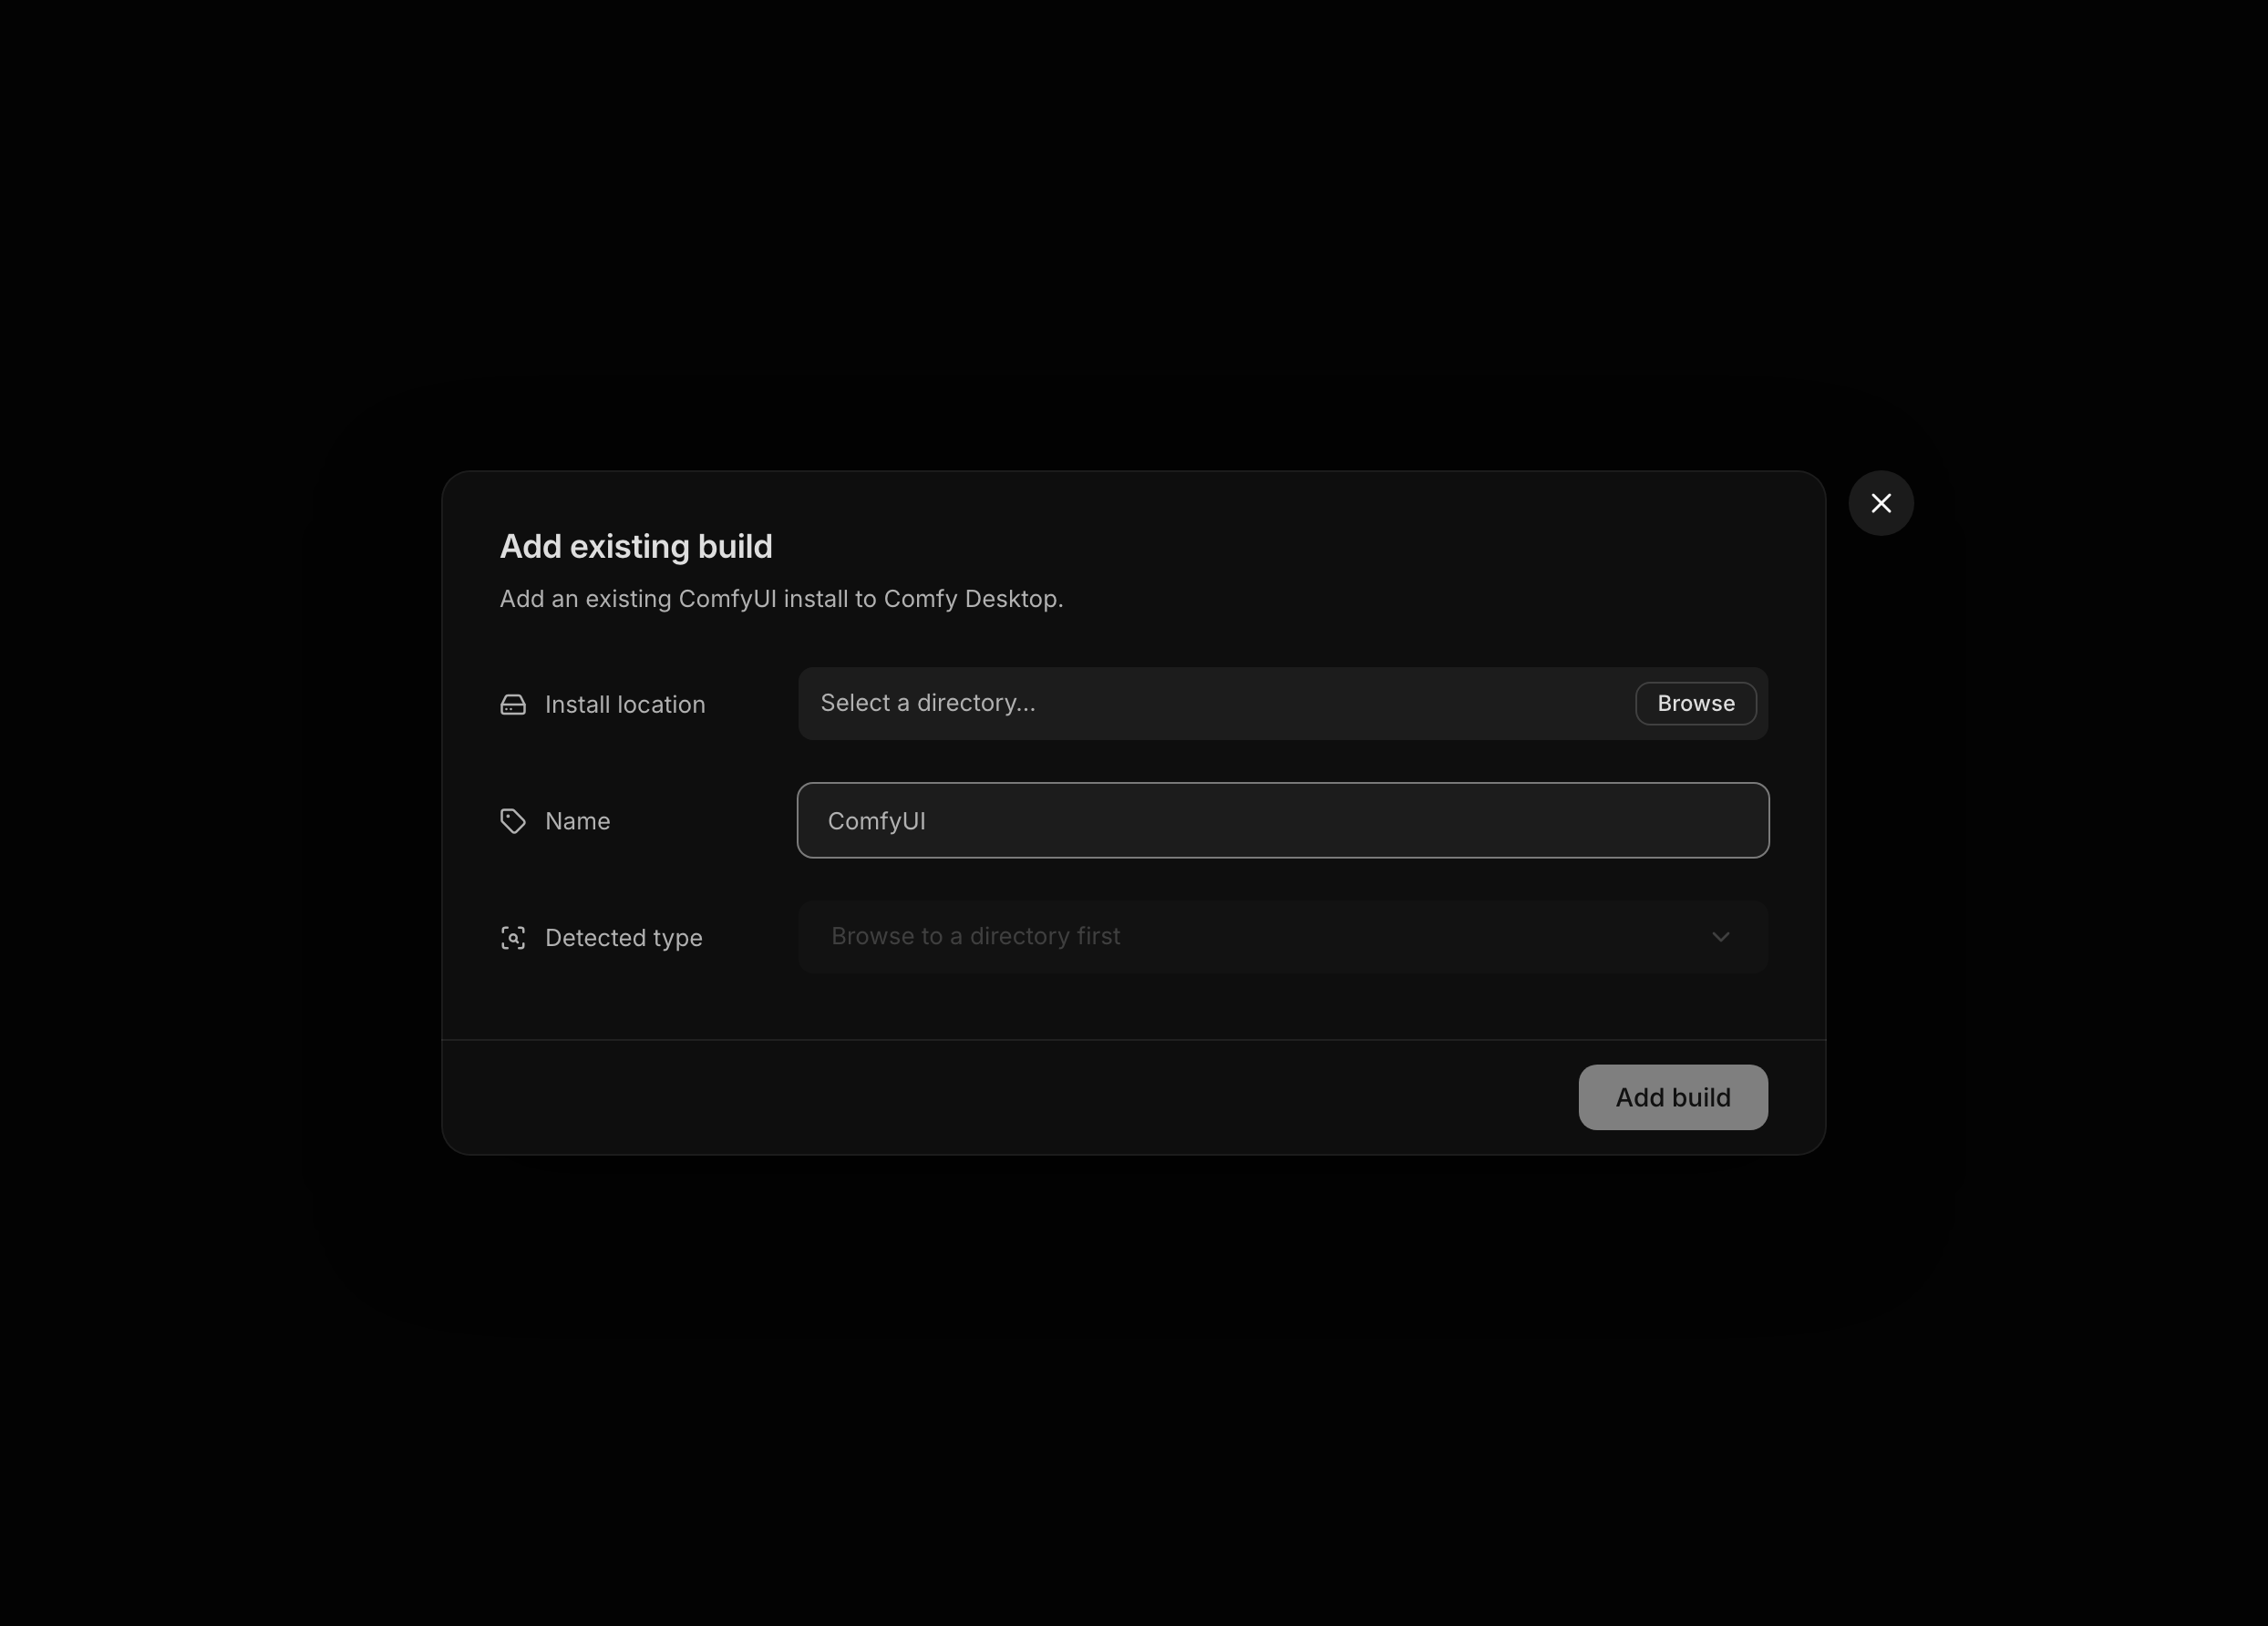 Add existing build
Add an existing ComfyUI install to Comfy Desktop.
Install location
Select a directory...
Browse
Name
ComfyUI
Detected type
Browse to a directory first
Add build